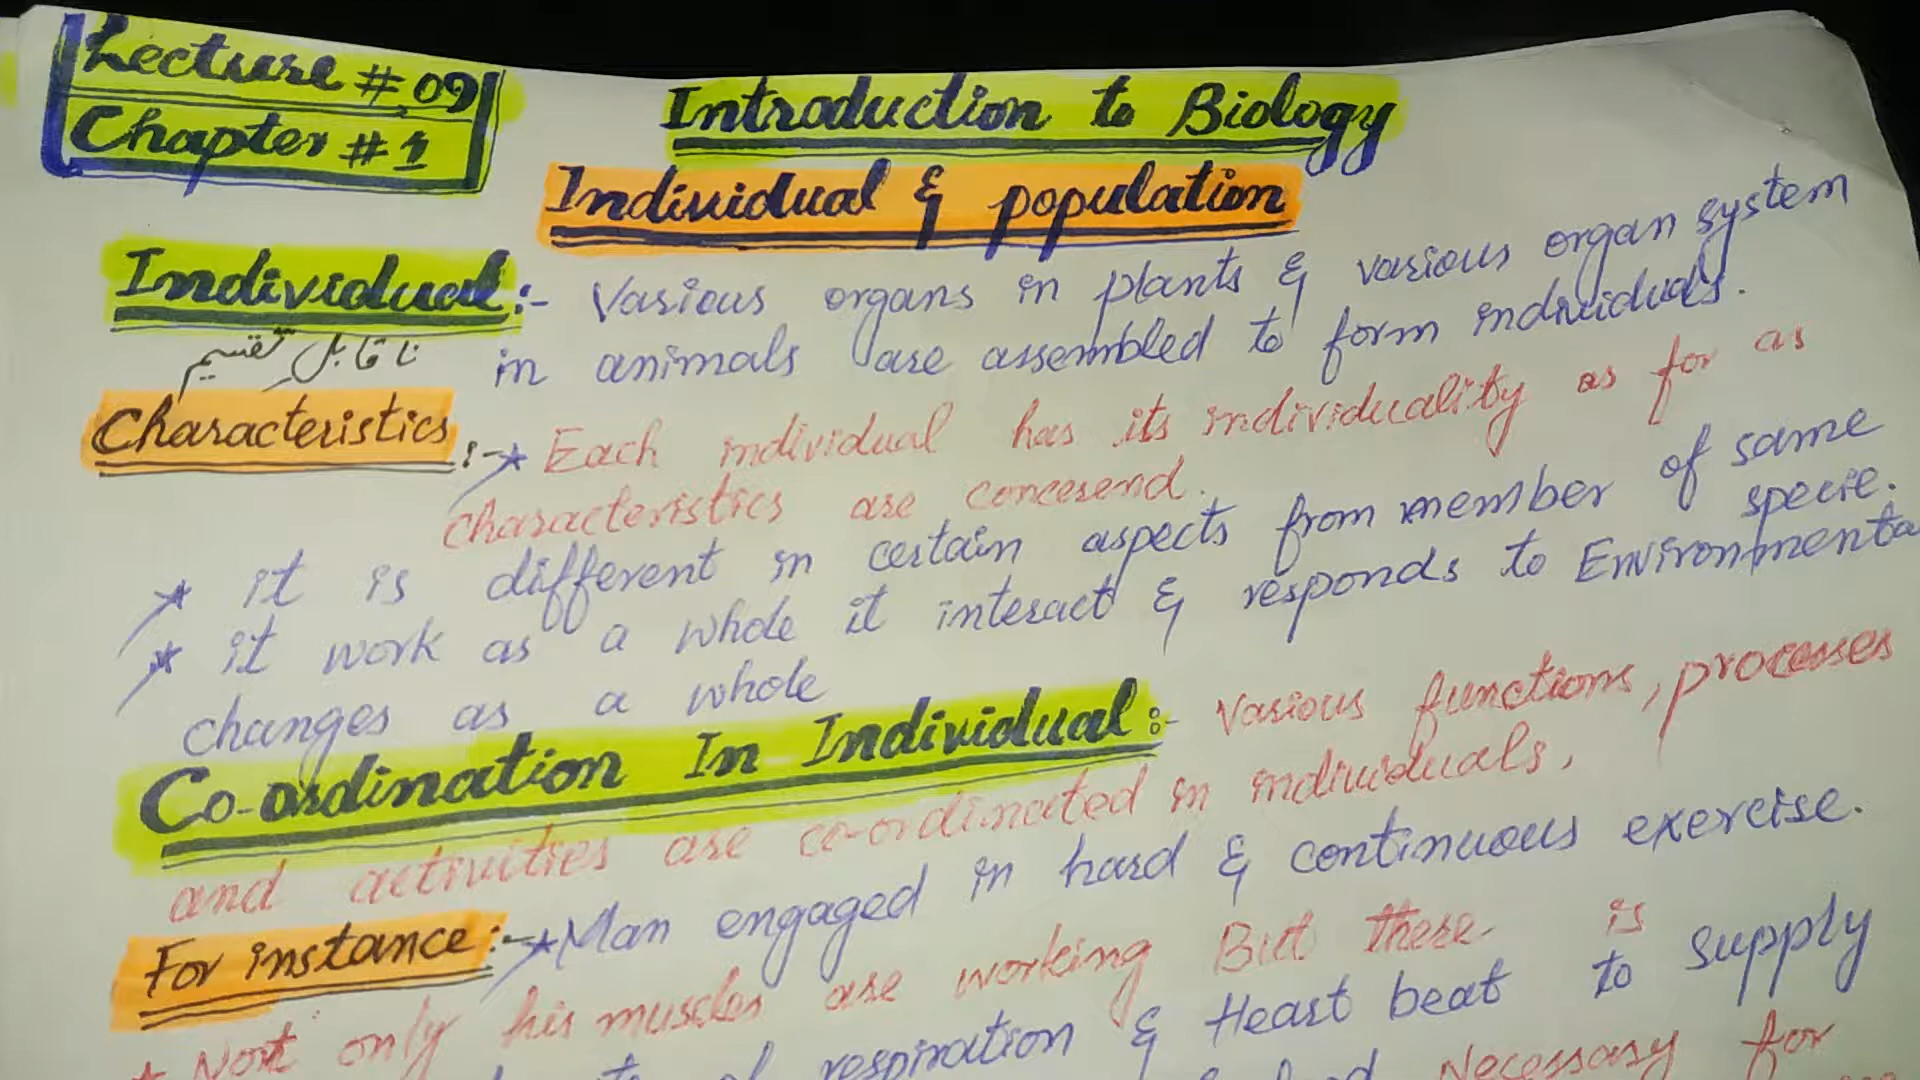 Lecture # 09
Chapter # 1
Introduction to Biology
Individual & population
Individual :- Various organs in plants & various organ system
ناقابل تقسیم
in animals are assembled to form individuals.
Characteristics :- * Each individual has its individuality as for as
characteristics are concesend.
* it is different in certain aspects from member of same
specie.
* it work as a whole it interact & responds to Environmenta
changes as a whole
Co-ordination In Individual :- Various functions, processes
and activities are co-ordinated in individuals,
For instance :- * Man engaged in hard & continuous exercise.
* Not only his muscles are working But there is
respiration & Heart beat to supply
Necessary for